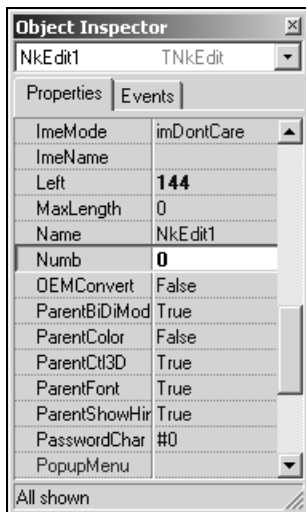 Object Inspector
NkEdit1 TNkEdit
Properties Events
ImeMode imDontCare
ImeName
Left 144
MaxLength 0
Name NkEdit1
Numb 0
OEMConvert False
ParentBiDiMod True
ParentColor False
ParentCtl3D True
ParentFont True
ParentShowHir True
PasswordChar #0
PopupMenu
All shown